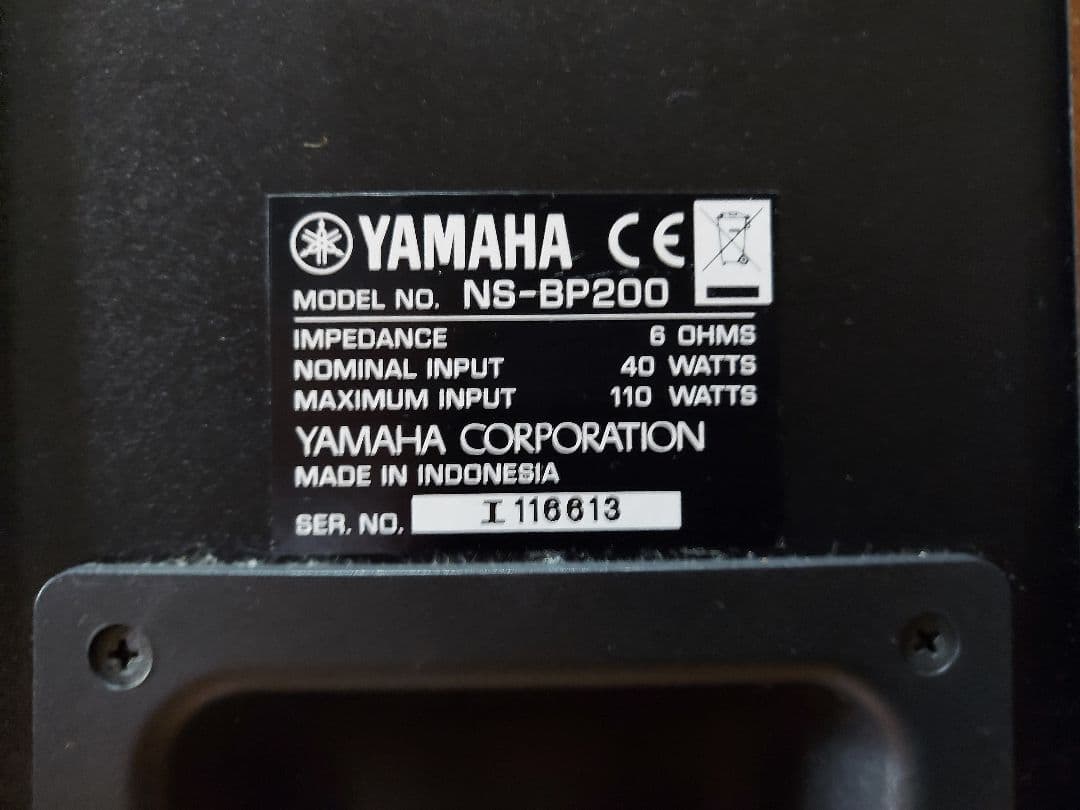 YAMAHA CE
MODEL NO. NS-BP200
IMPEDANCE 6 OHMS
NOMINAL INPUT 40 WATTS
MAXIMUM INPUT 110 WATTS
YAMAHA CORPORATION
MADE IN INDONESIA
SER. NO. I 116613